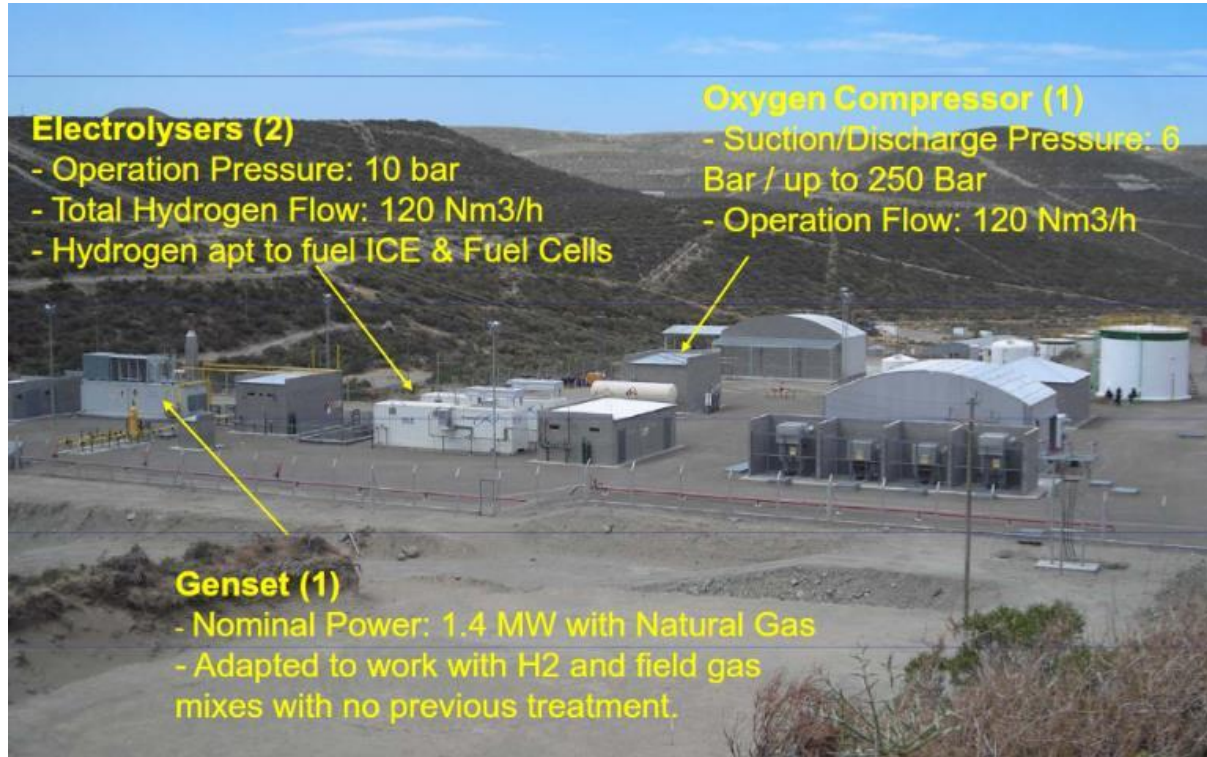 Electrolysers (2)
- Operation Pressure: 10 bar
- Total Hydrogen Flow: 120 Nm3/h
- Hydrogen apt to fuel ICE & Fuel Cells
Oxygen Compressor (1)
- Suction/Discharge Pressure: 6
Bar / up to 250 Bar
- Operation Flow: 120 Nm3/h
Genset (1)
- Nominal Power: 1.4 MW with Natural Gas
- Adapted to work with H2 and field gas
mixes with no previous treatment.